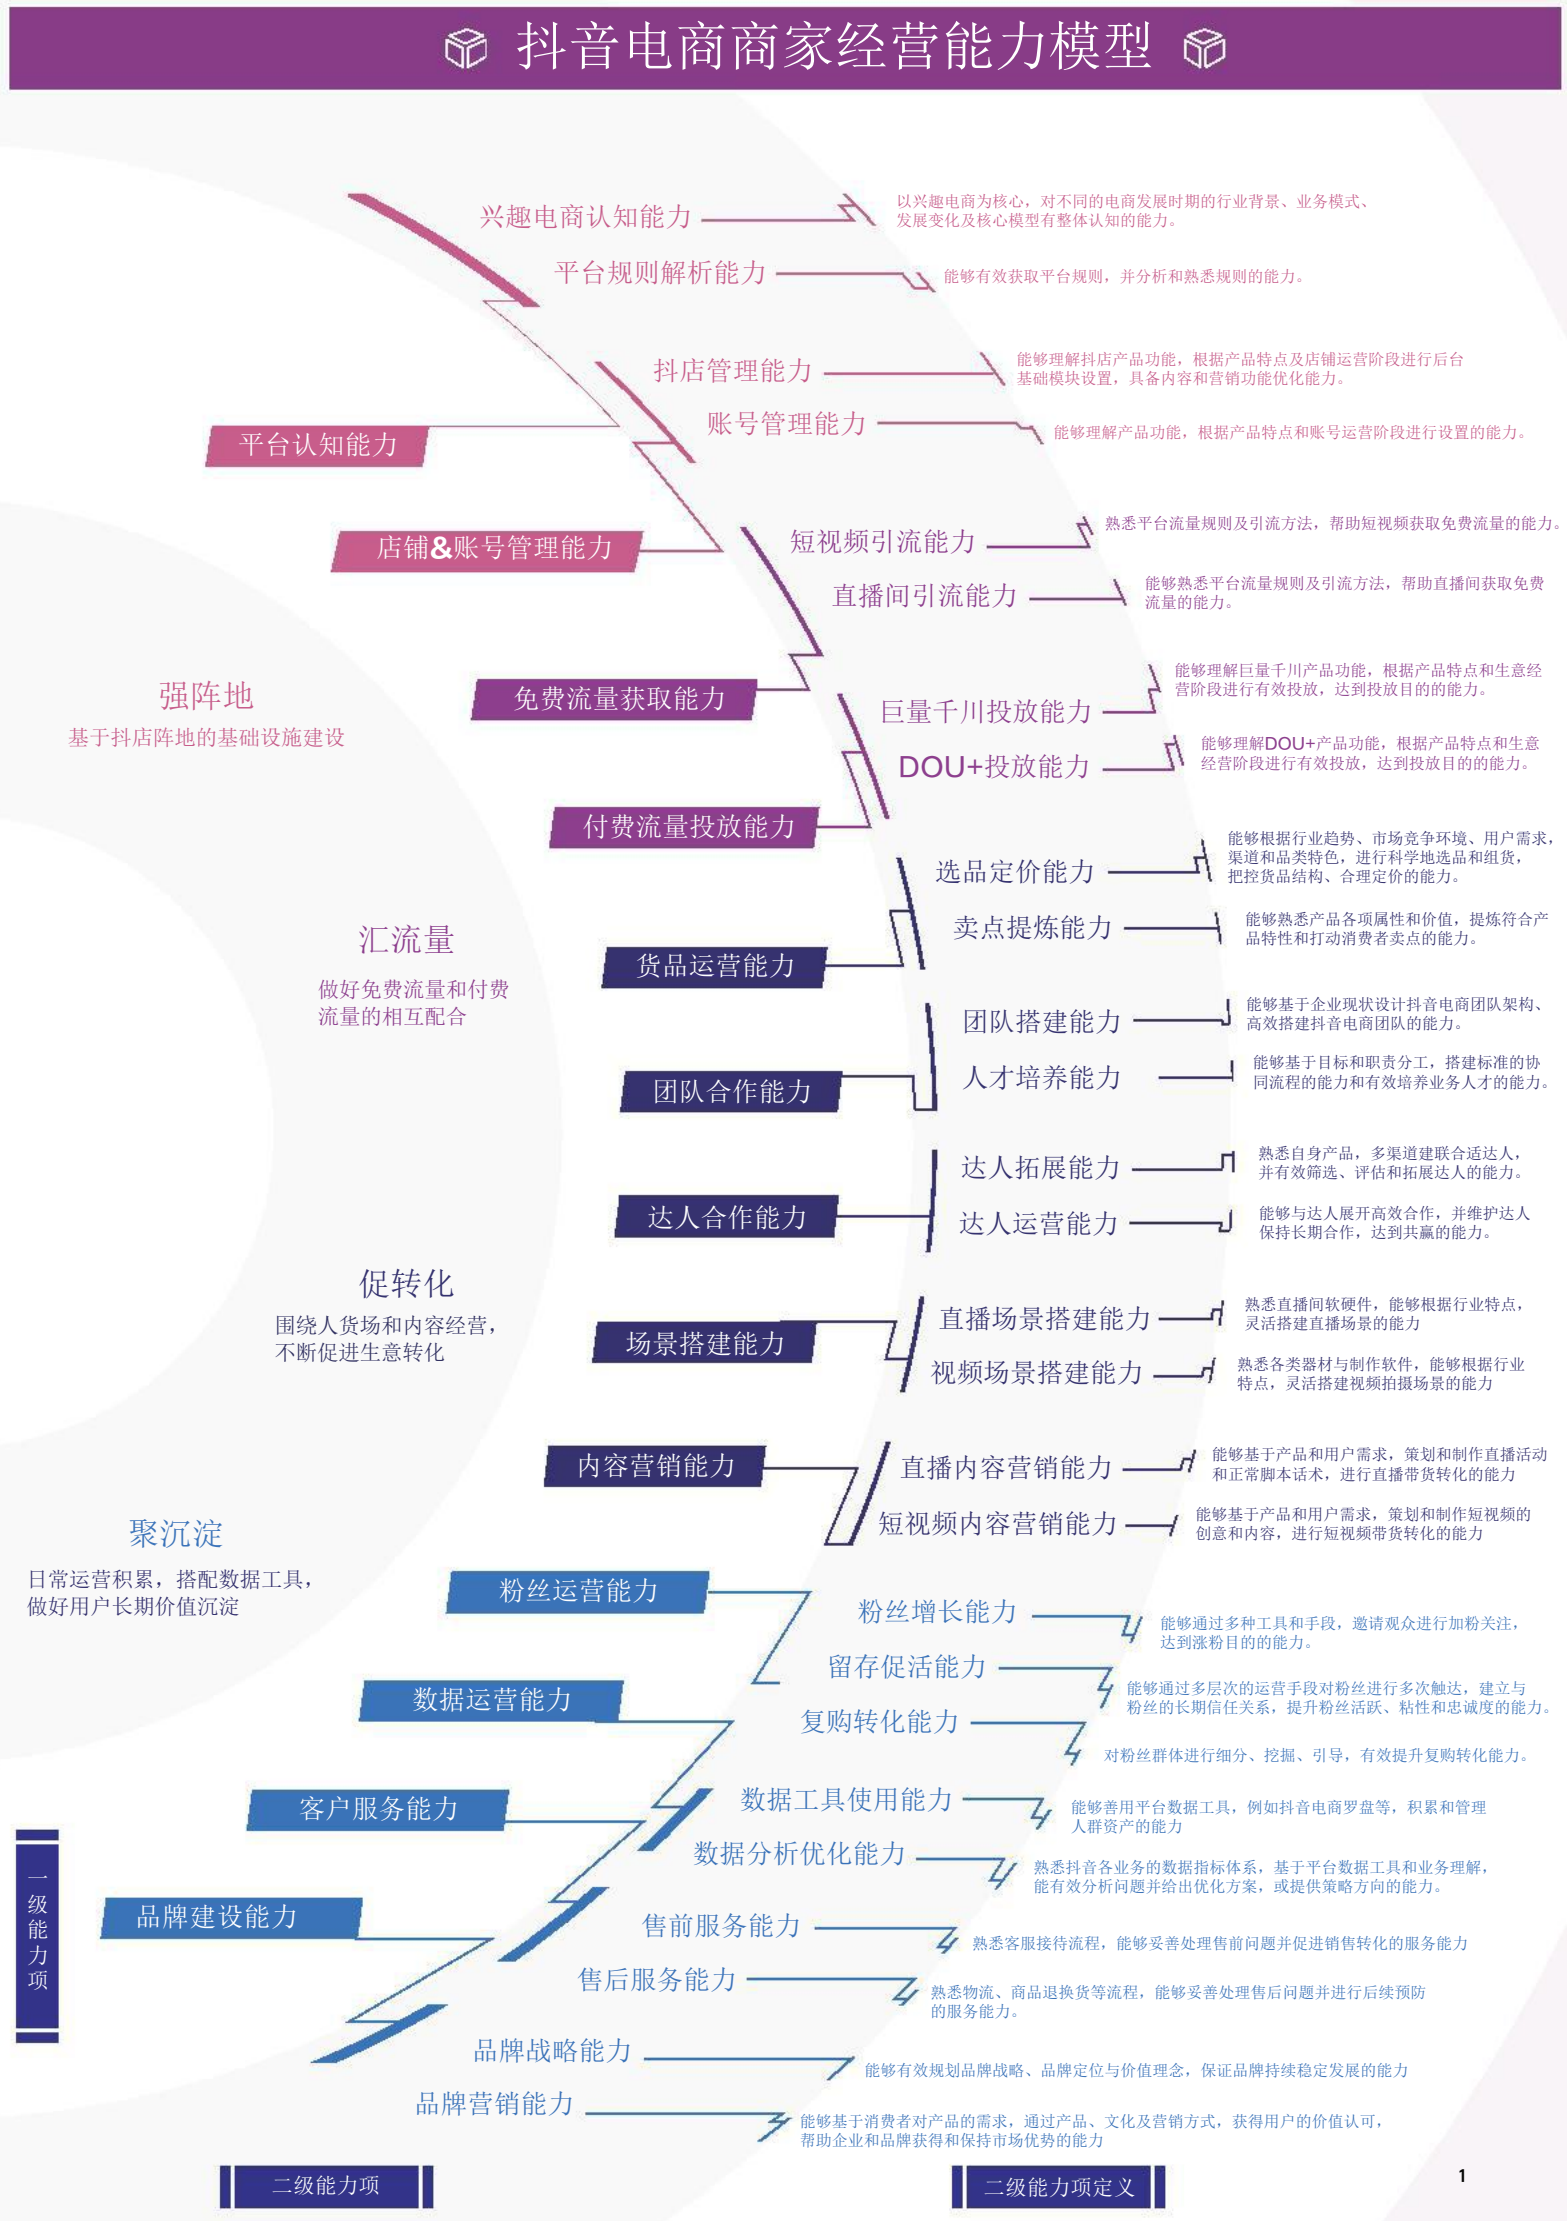 抖音电商商家经营能力模型
兴趣电商认知能力
以兴趣电商为核心，对不同的电商发展时期的行业背景、业务模式、
发展变化及核心模型有整体认知的能力。
平台规则解析能力
能够有效获取平台规则，并分析和熟悉规则的能力。
抖店管理能力
能够理解抖店产品功能，根据产品特点及店铺运营阶段进行后台
基础模块设置，具备内容和营销功能优化能力。
账号管理能力
能够理解产品功能，根据产品特点和账号运营阶段进行设置的能力。
平台认知能力
店铺&账号管理能力
短视频引流能力
熟悉平台流量规则及引流方法，帮助短视频获取免费流量的能力。
直播间引流能力
能够熟悉平台流量规则及引流方法，帮助直播间获取免费
流量的能力。
强阵地
基于抖店阵地的基础设施建设
免费流量获取能力
巨量千川投放能力
能够理解巨量千川产品功能，根据产品特点和生意经
营阶段进行有效投放，达到投放目的的能力。
DOU+投放能力
能够理解DOU+产品功能，根据产品特点和生意
经营阶段进行有效投放，达到投放目的的能力。
付费流量投放能力
选品定价能力
能够根据行业趋势、市场竞争环境、用户需求，
渠道和品类特色，进行科学地选品和组货，
把控货品结构、合理定价的能力。
卖点提炼能力
能够熟悉产品各项属性和价值，提炼符合产
品特性和打动消费者卖点的能力。
汇流量
做好免费流量和付费
流量的相互配合
货品运营能力
团队搭建能力
能够基于企业现状设计抖音电商团队架构、
高效搭建抖音电商团队的能力。
人才培养能力
能够基于目标和职责分工，搭建标准的协
同流程的能力和有效培养业务人才的能力。
团队合作能力
达人拓展能力
熟悉自身产品，多渠道建联合适达人，
并有效筛选、评估和拓展达人的能力。
达人合作能力
达人运营能力
能够与达人展开高效合作，并维护达人
保持长期合作，达到共赢的能力。
促转化
围绕人货场和内容经营，
不断促进生意转化
场景搭建能力
直播场景搭建能力
熟悉直播间软硬件，能够根据行业特点，
灵活搭建直播场景的能力
视频场景搭建能力
熟悉各类器材与制作软件，能够根据行业
特点，灵活搭建视频拍摄场景的能力
内容营销能力
直播内容营销能力
能够基于产品和用户需求，策划和制作直播活动
和正常脚本话术，进行直播带货转化的能力
短视频内容营销能力
能够基于产品和用户需求，策划和制作短视频的
创意和内容，进行短视频带货转化的能力
聚沉淀
日常运营积累，搭配数据工具，
做好用户长期价值沉淀
粉丝运营能力
粉丝增长能力
能够通过多种工具和手段，邀请观众进行加粉关注，
达到涨粉目的的能力。
留存促活能力
能够通过多层次的运营手段对粉丝进行多次触达，建立与
粉丝的长期信任关系，提升粉丝活跃、粘性和忠诚度的能力。
数据运营能力
复购转化能力
对粉丝群体进行细分、挖掘、引导，有效提升复购转化能力。
客户服务能力
数据工具使用能力
能够善用平台数据工具，例如抖音电商罗盘等，积累和管理
人群资产的能力
数据分析优化能力
熟悉抖音各业务的数据指标体系，基于平台数据工具和业务理解，
能有效分析问题并给出优化方案，或提供策略方向的能力。
品牌建设能力
售前服务能力
熟悉客服接待流程，能够妥善处理售前问题并促进销售转化的服务能力
售后服务能力
熟悉物流、商品退换货等流程，能够妥善处理售后问题并进行后续预防
的服务能力。
一级能力项
品牌战略能力
能够有效规划品牌战略、品牌定位与价值理念，保证品牌持续稳定发展的能力
品牌营销能力
能够基于消费者对产品的需求，通过产品、文化及营销方式，获得用户的价值认可，
帮助企业和品牌获得和保持市场优势的能力
二级能力项
二级能力项定义
1